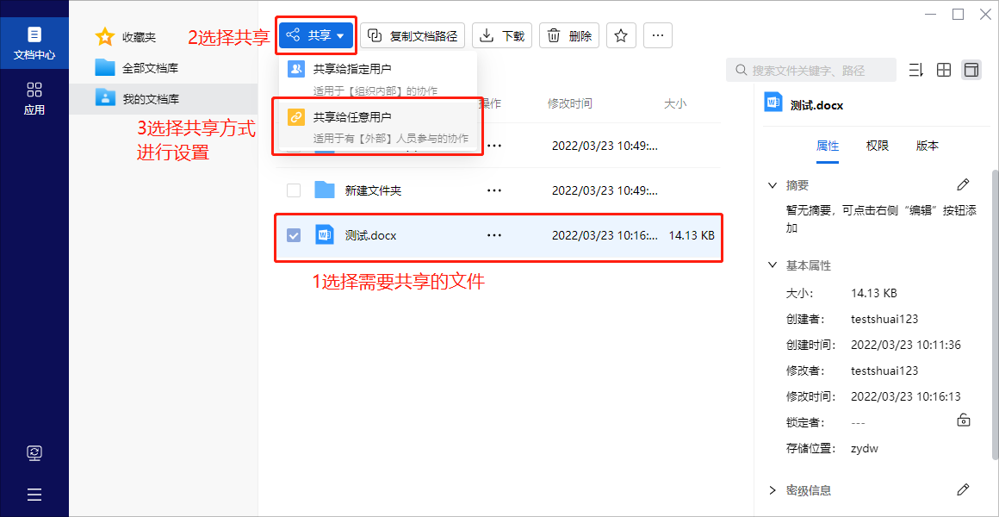 文档中心
应用
收藏夹
全部文档库
我的文档库
2选择共享
3选择共享方式
进行设置
共享
复制文档路径
下载
删除
共享给指定用户
适用于【组织内部】的协作
共享给任意用户
适用于有【外部】人员参与的协作
搜索文件关键字、路径
操作 修改时间 大小
2022/03/23 10:49:...
新建文件夹 2022/03/23 10:49:...
测试.docx 2022/03/23 10:16:... 14.13 KB
1选择需要共享的文件
测试.docx
属性 权限 版本
摘要
暂无摘要，可点击右侧“编辑”按钮添
加
基本属性
大小： 14.13 KB
创建者： testshuai123
创建时间： 2022/03/23 10:11:36
修改者： testshuai123
修改时间： 2022/03/23 10:16:13
锁定者： ---
存储位置： zydw
密级信息